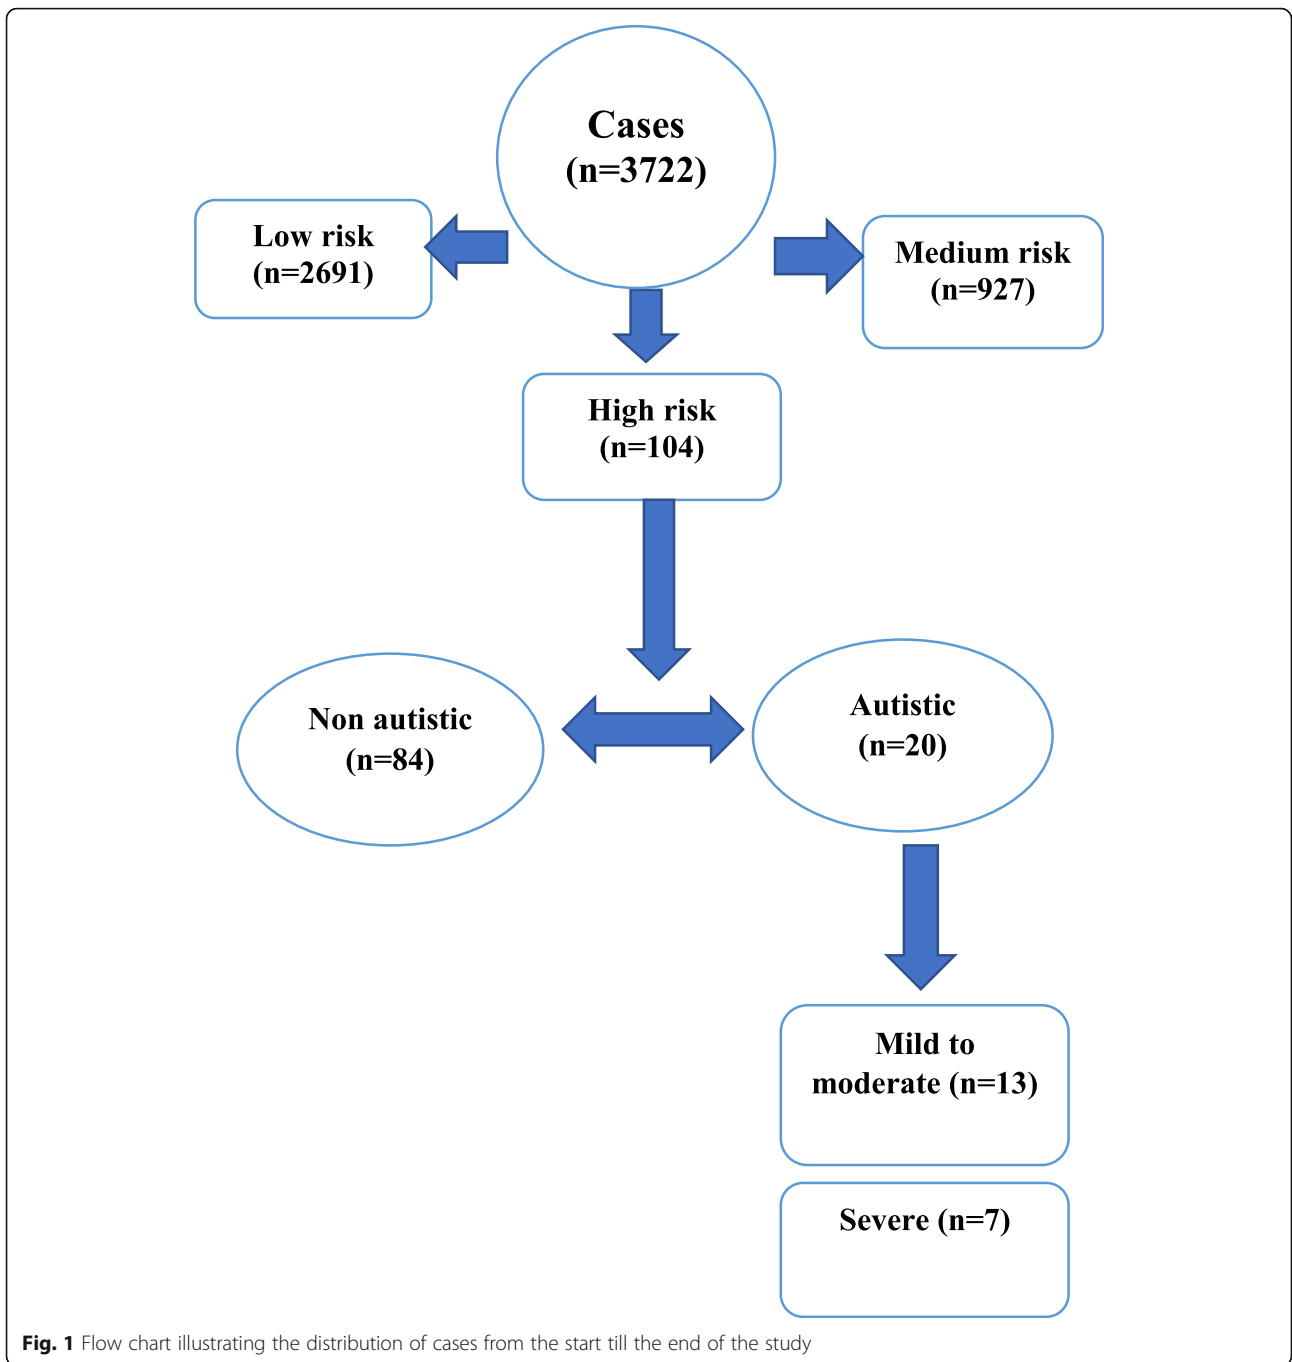 Cases
(n=3722)
Low risk
(n=2691)
Medium risk
(n=927)
High risk
(n=104)
Non autistic
(n=84)
Autistic
(n=20)
Mild to
moderate (n=13)
Severe (n=7)
Fig. 1 Flow chart illustrating the distribution of cases from the start till the end of the study